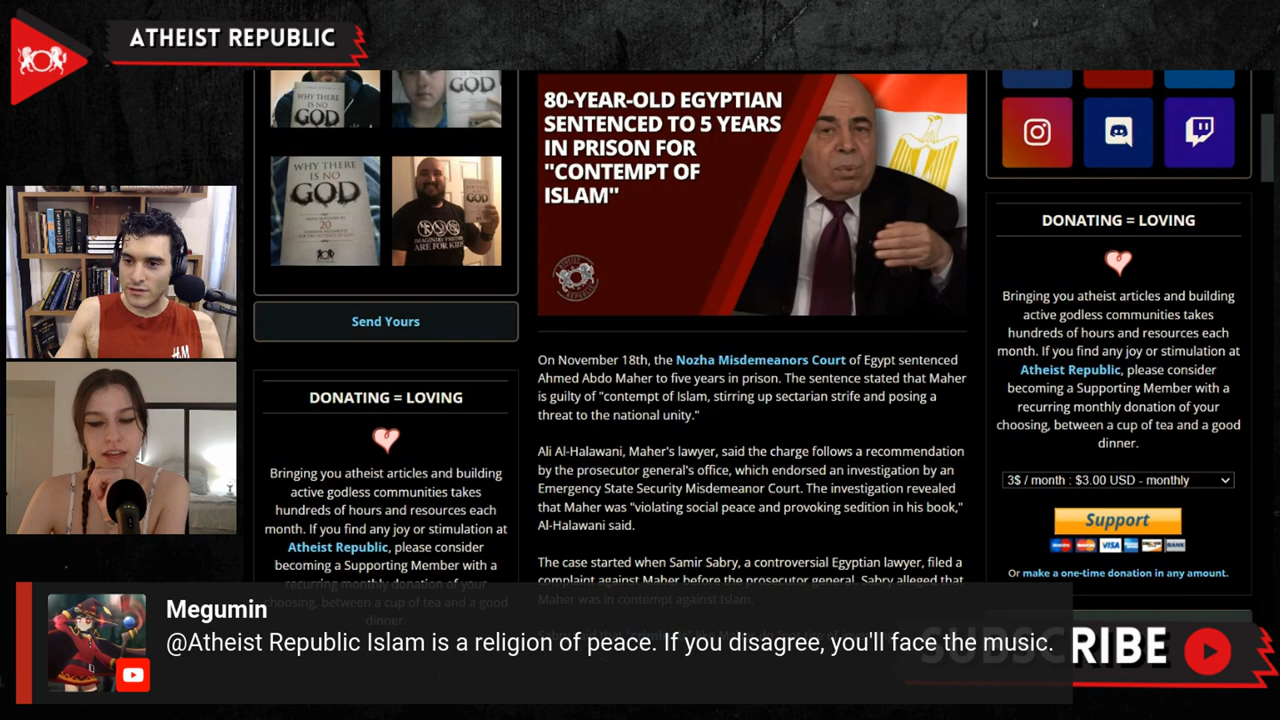 ATHEIST REPUBLIC
WHY THERE
IS NO
GOD
GOD
WHY THERE
IS NO
GOD
20
GOD
IMAGINARY FRIENDS
ARE FOR KIDS
Send Yours
DONATING = LOVING
Bringing you atheist articles and building
active godless communities takes
hundreds of hours and resources each
month. If you find any joy or stimulation at
Atheist Republic, please consider
becoming a Supporting Member with a
recurring monthly donation of your
choosing, between a cup of tea and a good
dinner.
80-YEAR-OLD EGYPTIAN
SENTENCED TO 5 YEARS
IN PRISON FOR
"CONTEMPT OF
ISLAM"
On November 18th, the Nozha Misdemeanors Court of Egypt sentenced
Ahmed Abdo Maher to five years in prison. The sentence stated that Maher
is guilty of "contempt of Islam, stirring up sectarian strife and posing a
threat to the national unity."
Ali Al-Halawani, Maher's lawyer, said the charge follows a recommendation
by the prosecutor general's office, which endorsed an investigation by an
Emergency State Security Misdemeanor Court. The investigation revealed
that Maher was "violating social peace and provoking sedition in his book,"
Al-Halawani said.
The case started when Samir Sabry, a controversial Egyptian lawyer, filed a
complaint against Maher before the prosecutor general. Sabry alleged that
Maher was in contempt against Islam.
DONATING = LOVING
Bringing you atheist articles and building
active godless communities takes
hundreds of hours and resources each
month. If you find any joy or stimulation at
Atheist Republic, please consider
becoming a Supporting Member with a
recurring monthly donation of your
choosing, between a cup of tea and a good
dinner.
3$ / month : $3.00 USD - monthly
Support
VISA
BANK
Or make a one-time donation in any amount.
H&M
Megumin
@Atheist Republic Islam is a religion of peace. If you disagree, you'll face the music.
SUBSCRIBE